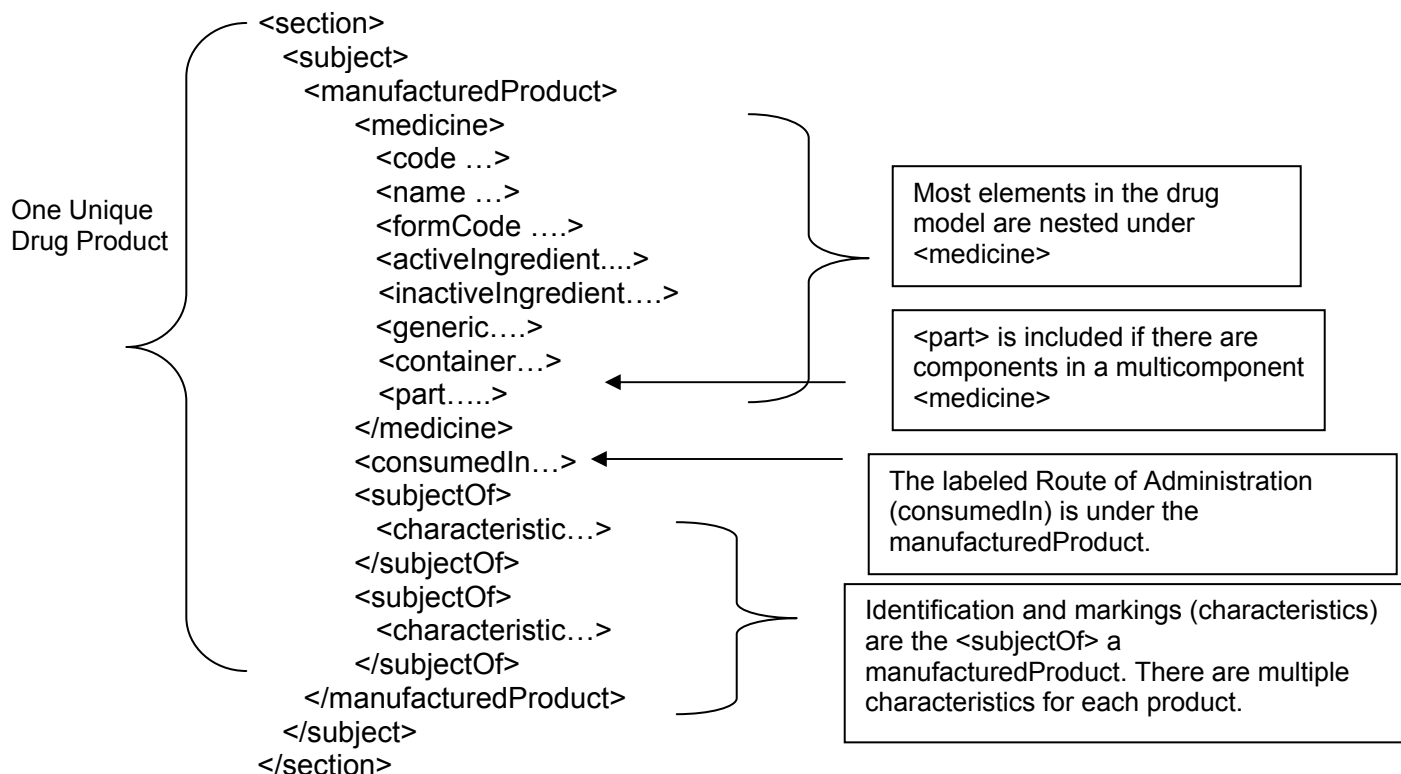 <section>
<subject>
<manufacturedProduct>
<medicine>
<code …>
<name …>
<formCode ….>
<activeIngredient....>
<inactiveIngredient….>
<generic….>
<container…>
<part…..>
</medicine>
<consumedIn…>
<subjectOf>
<characteristic…>
</subjectOf>
<subjectOf>
<characteristic…>
</subjectOf>
</manufacturedProduct>
</subject>
</section>
One Unique
Drug Product
Most elements in the drug
model are nested under
<medicine>
<part> is included if there are
components in a multicomponent
<medicine>
The labeled Route of Administration
(consumedIn) is under the
manufacturedProduct.
Identification and markings (characteristics)
are the <subjectOf> a
manufacturedProduct. There are multiple
characteristics for each product.